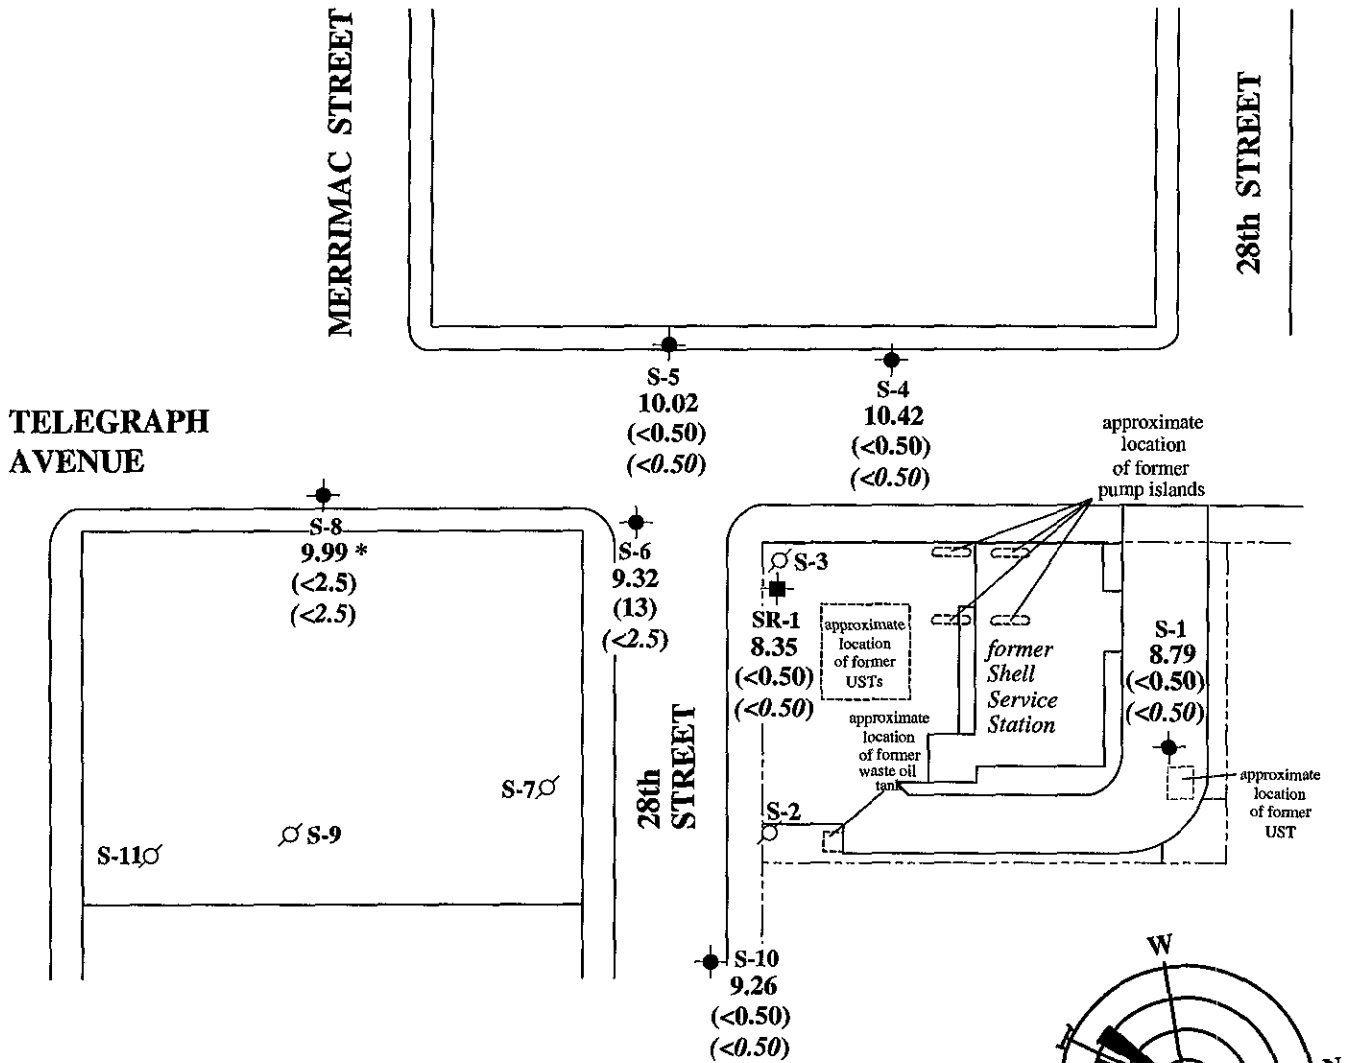 MERRIMAC STREET
28th STREET
S-5
10.02
(<0.50)
(<0.50)
S-4
10.42
(<0.50)
(<0.50)
TELEGRAPH
AVENUE
approximate
location
of former
pump islands
S-8
9.99 *
(<2.5)
(<2.5)
S-6
9.32
(13)
(<2.5)
S-3
SR-1
8.35
(<0.50)
(<0.50)
approximate
location
of former
USTs
former
Shell
Service
Station
S-1
8.79
(<0.50)
(<0.50)
approximate
location
of former
waste oil
tank
28th
STREET
S-7
S-2
approximate
location
of former
UST
S-9
S-11
S-10
9.26
(<0.50)
(<0.50)
W
N